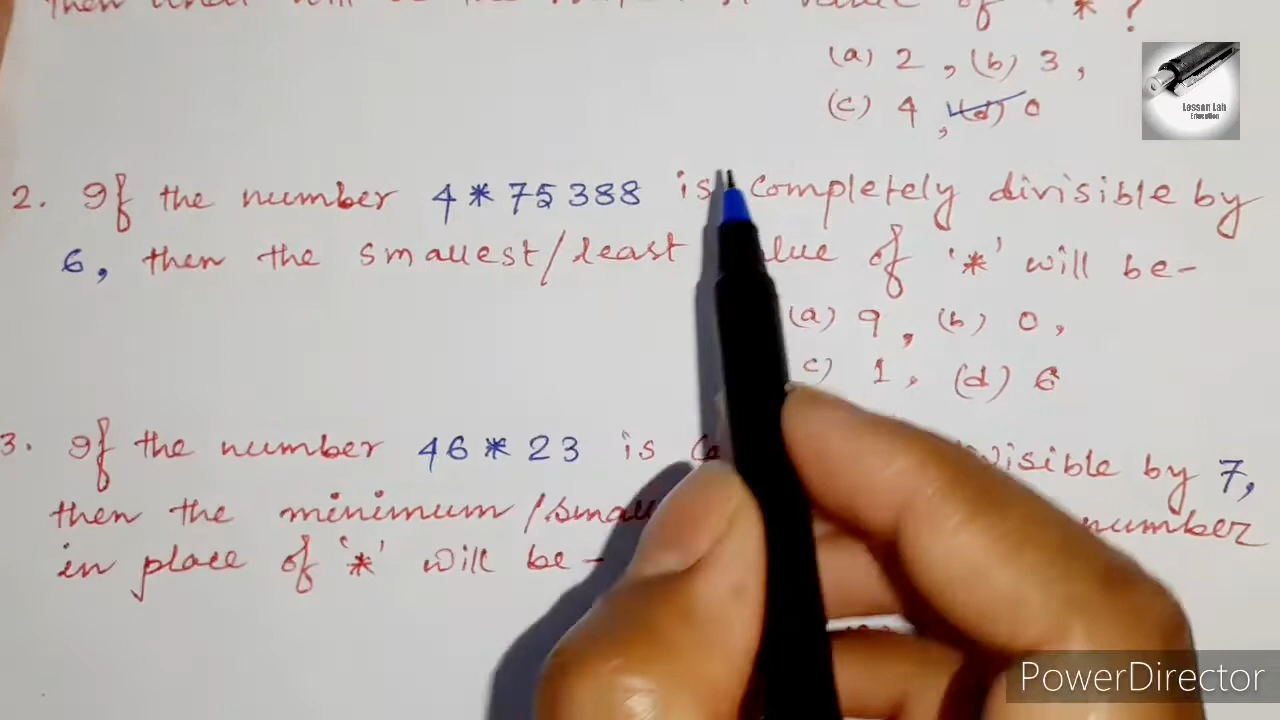 of * ?
(a) 2 , (b) 3 ,
(c) 4 , (d) 0
Lesson Lab
Education
2. If the number 4*75388 is completely divisible by
6, then the smallest/least of '*' will be-
(a) 9 , (b) 0 ,
c) 1 , (d) 6
3. If the number 46*23 is by 7,
then the minimum / number
in place of '*' will be-
PowerDirector